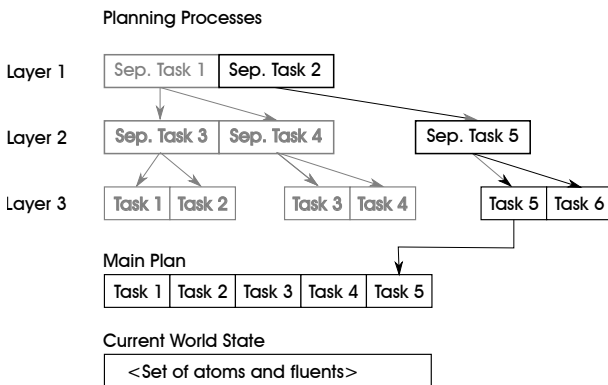 Planning Processes
Layer 1
Sep. Task 1 Sep. Task 2
Layer 2
Sep. Task 3 Sep. Task 4 Sep. Task 5
Layer 3
Task 1 Task 2 Task 3 Task 4 Task 5 Task 6
Main Plan
Task 1 Task 2 Task 3 Task 4 Task 5
Current World State
<Set of atoms and fluents>